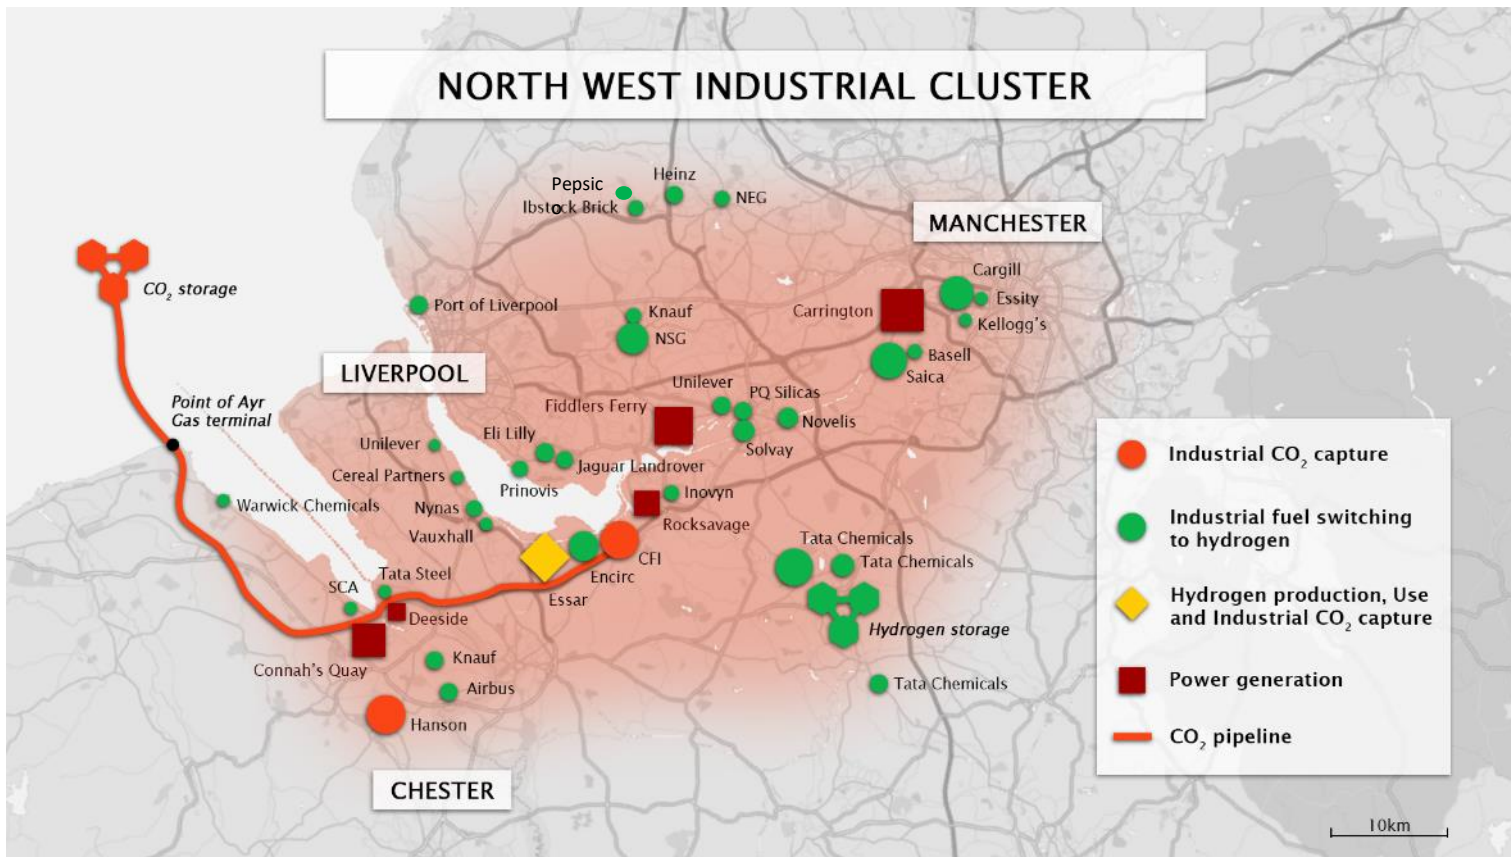 NORTH WEST INDUSTRIAL CLUSTER
Pepsic
o
Heinz
Ibstock Brick
NEG
MANCHESTER
CO₂ storage
Cargill
Essity
Kellogg's
Carrington
Port of Liverpool
Knauf
NSG
Basell
Saica
LIVERPOOL
Point of Ayr
Gas terminal
Unilever
PQ Silicas
Fiddlers Ferry
Novelis
Solvay
Eli Lilly
Unilever
Jaguar Landrover
Cereal Partners
Prinovis
Inovyn
Warwick Chemicals
Nynas
Rocksavage
Vauxhall
CFI
Encirc
Essar
Tata Chemicals
Tata Chemicals
SCA
Tata Steel
Deeside
Hydrogen storage
Connah's Quay
Knauf
Airbus
Tata Chemicals
Hanson
CHESTER
Industrial CO₂ capture
Industrial fuel switching
to hydrogen
Hydrogen production, Use
and Industrial CO₂ capture
Power generation
CO₂ pipeline
10km